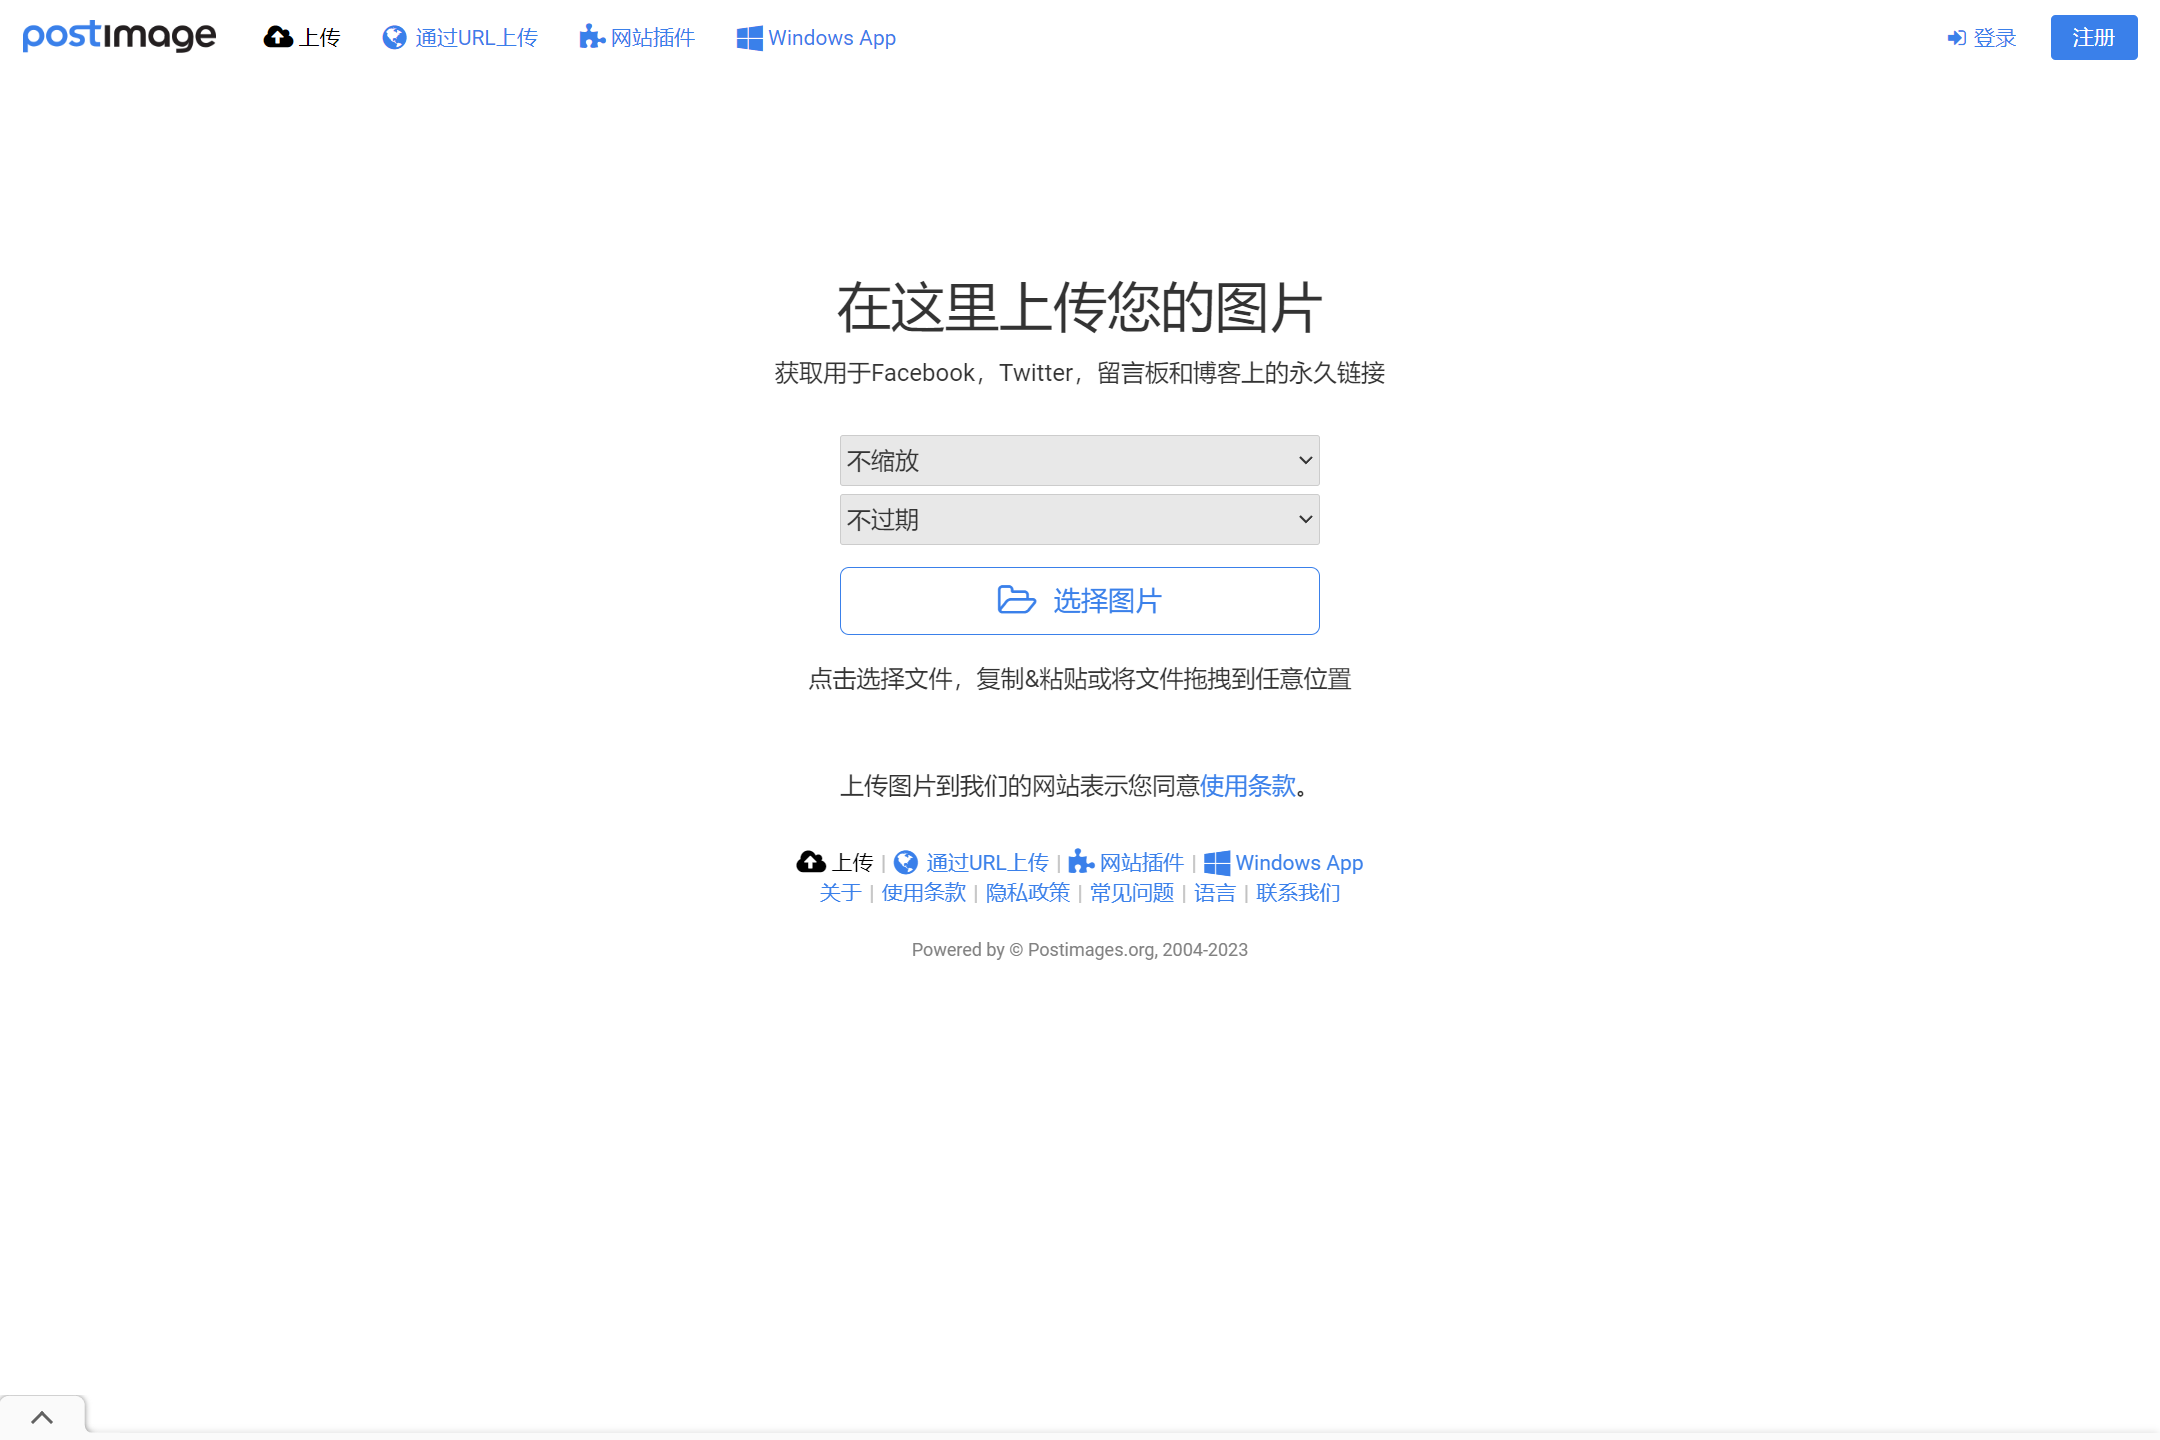 postimage 上传 通过URL上传 网站插件 Windows App 登录 注册
在这里上传您的图片
获取用于Facebook，Twitter，留言板和博客上的永久链接
不缩放
不过期
选择图片
点击选择文件，复制&粘贴或将文件拖拽到任意位置
上传图片到我们的网站表示您同意使用条款。
上传 | 通过URL上传 | 网站插件 | Windows App
关于 | 使用条款 | 隐私政策 | 常见问题 | 语言 | 联系我们
Powered by © Postimages.org, 2004-2023